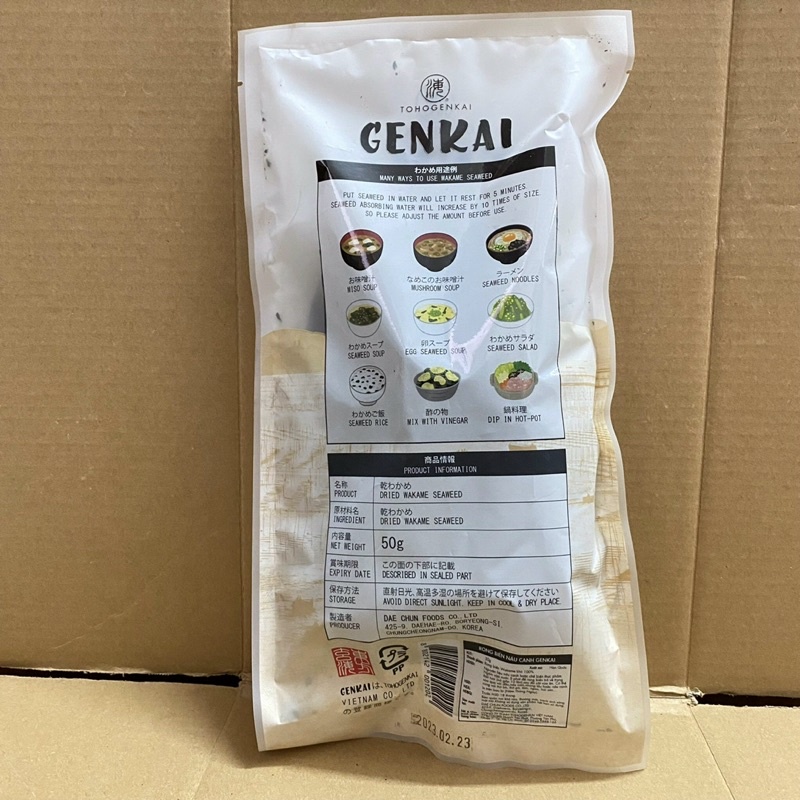 TOHOGENKAI
GENKAI
わかめ用途例
MANY WAYS TO USE WAKAME SEAWEED
PUT SEAWEED IN WATER AND LET IT REST FOR 5 MINUTES.
SEAWEED ABSORBING WATER WILL INCREASE BY 10 TIMES OF SIZE.
SO PLEASE ADJUST THE AMOUNT BEFORE USE.
お味噌汁
MISO SOUP
なめこのお味噌汁
MUSHROOM SOUP
ラーメン
SEAWEED NOODLES
わかめスープ
SEAWEED SOUP
卵スープ
EGG SEAWEED SOUP
わかめサラダ
SEAWEED SALAD
わかめご飯
SEAWEED RICE
酢の物
MIX WITH VINEGAR
鍋料理
DIP IN HOT-POT
商品情報
PRODUCT INFORMATION
名称
PRODUCT
乾わかめ
DRIED WAKAME SEAWEED
原材料名
INGREDIENT
乾わかめ
DRIED WAKAME SEAWEED
内容量
NET WEIGHT
50g
賞味期限
EXPIRY DATE
この面の下部に記載
DESCRIBED IN SEALED PART
保存方法
STORAGE
直射日光、高温多湿の場所を避けて保存してください
AVOID DIRECT SUNLIGHT. KEEP IN COOL & DRY PLACE.
製造者
PRODUCER
DAE CHUN FOODS CO., LTD
425-9, DAEHAE-RO, BORYEONG-SI,
CHUNGCHEONGNAM-DO, KOREA
プラ
PP
GENKAIは、TOHOGENKAI
VIETNAM CO., LTD
RONG BIỂN NẤU CANH GENKAI
2023.02.23